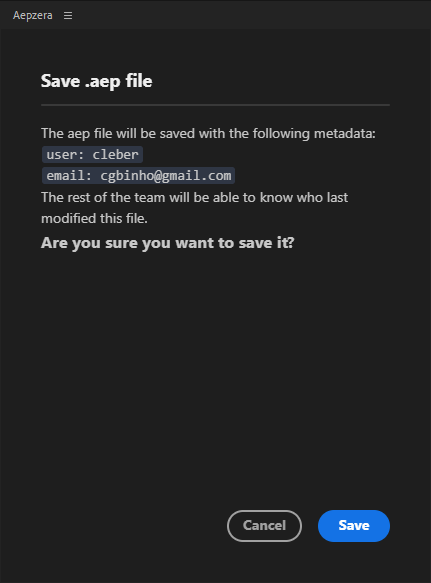 Aepzera
Save .aep file
The aep file will be saved with the following metadata:
user: cleber
email: cgbinho@gmail.com
The rest of the team will be able to know who last
modified this file.
Are you sure you want to save it?
Cancel Save